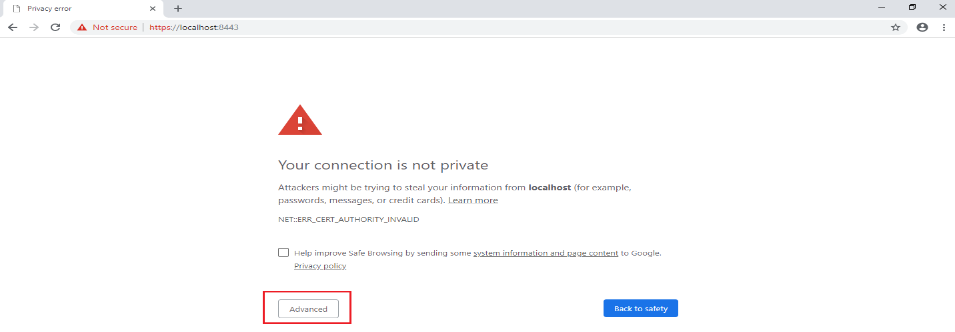 Privacy error
Not secure | https://localhost:8443
Your connection is not private
Attackers might be trying to steal your information from localhost (for example,
passwords, messages, or credit cards). Learn more
NET::ERR_CERT_AUTHORITY_INVALID
Help improve Safe Browsing by sending some system information and page content to Google.
Privacy policy
Advanced
Back to safety